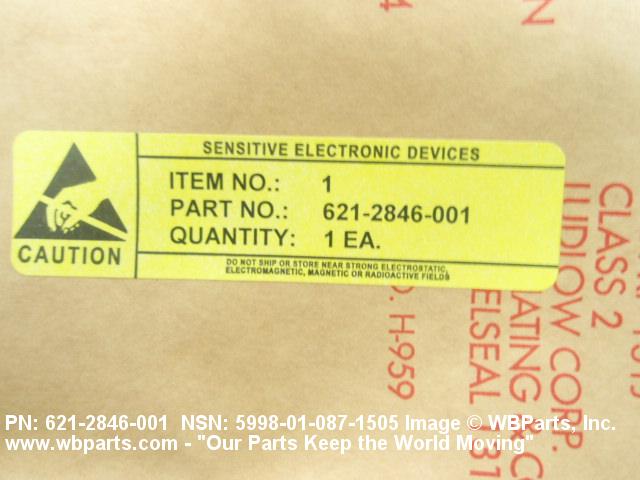 SENSITIVE ELECTRONIC DEVICES
ITEM NO.: 1
PART NO.: 621-2846-001
QUANTITY: 1 EA.
CAUTION
DO NOT SHIP OR STORE NEAR STRONG ELECTROSTATIC,
ELECTROMAGNETIC, MAGNETIC OR RADIOACTIVE FIELDS
CLASS 2
LUDLOW CORP.
H-959
PN: 621-2846-001 NSN: 5998-01-087-1505 Image © WBParts, Inc.
www.wbparts.com - "Our Parts Keep the World Moving"